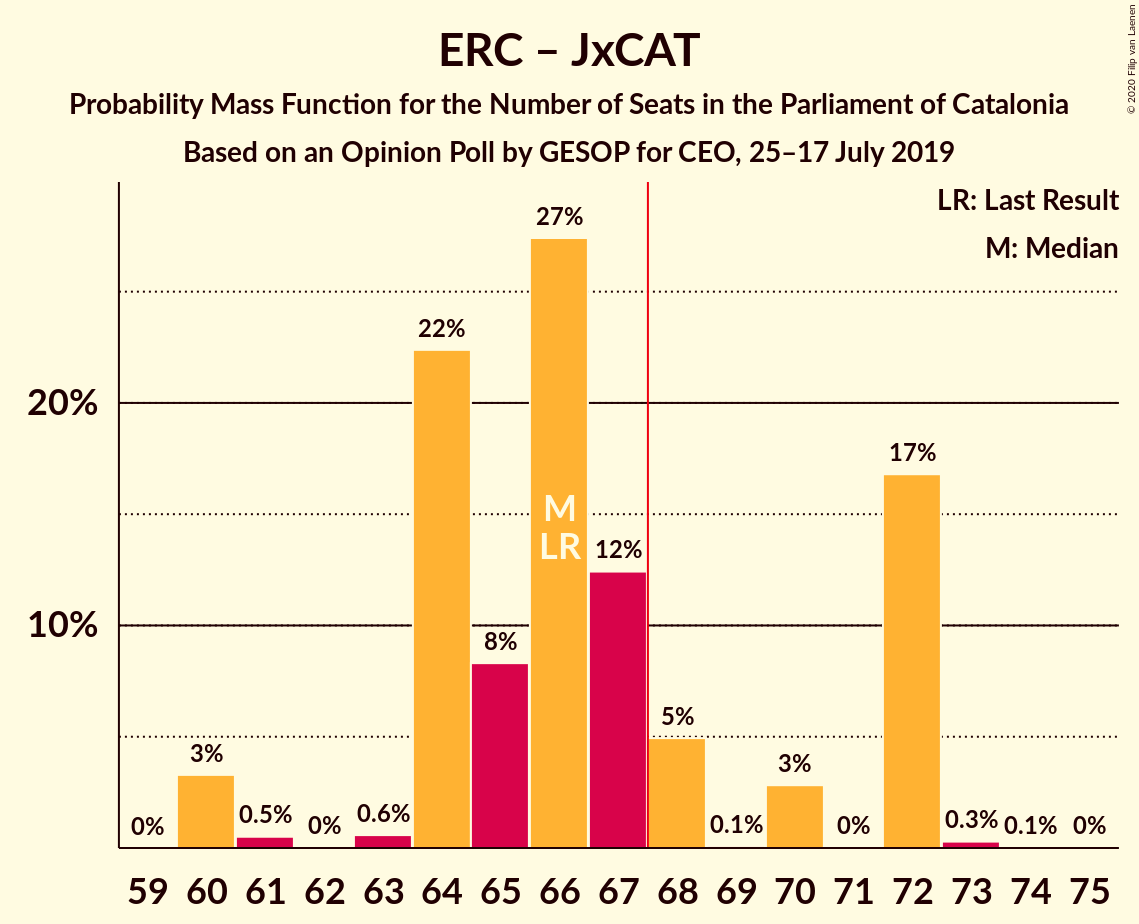 ERC – JxCAT
Probability Mass Function for the Number of Seats in the Parliament of Catalonia
Based on an Opinion Poll by GESOP for CEO, 25–17 July 2019
© 2020 Filip van Laenen
LR: Last Result
M: Median
20%
10%
0%
3%
0.5%
0%
0.6%
22%
8%
27%
M
LR
12%
5%
0.1%
3%
0%
17%
0.3%
0.1%
0%
59 60 61 62 63 64 65 66 67 68 69 70 71 72 73 74 75